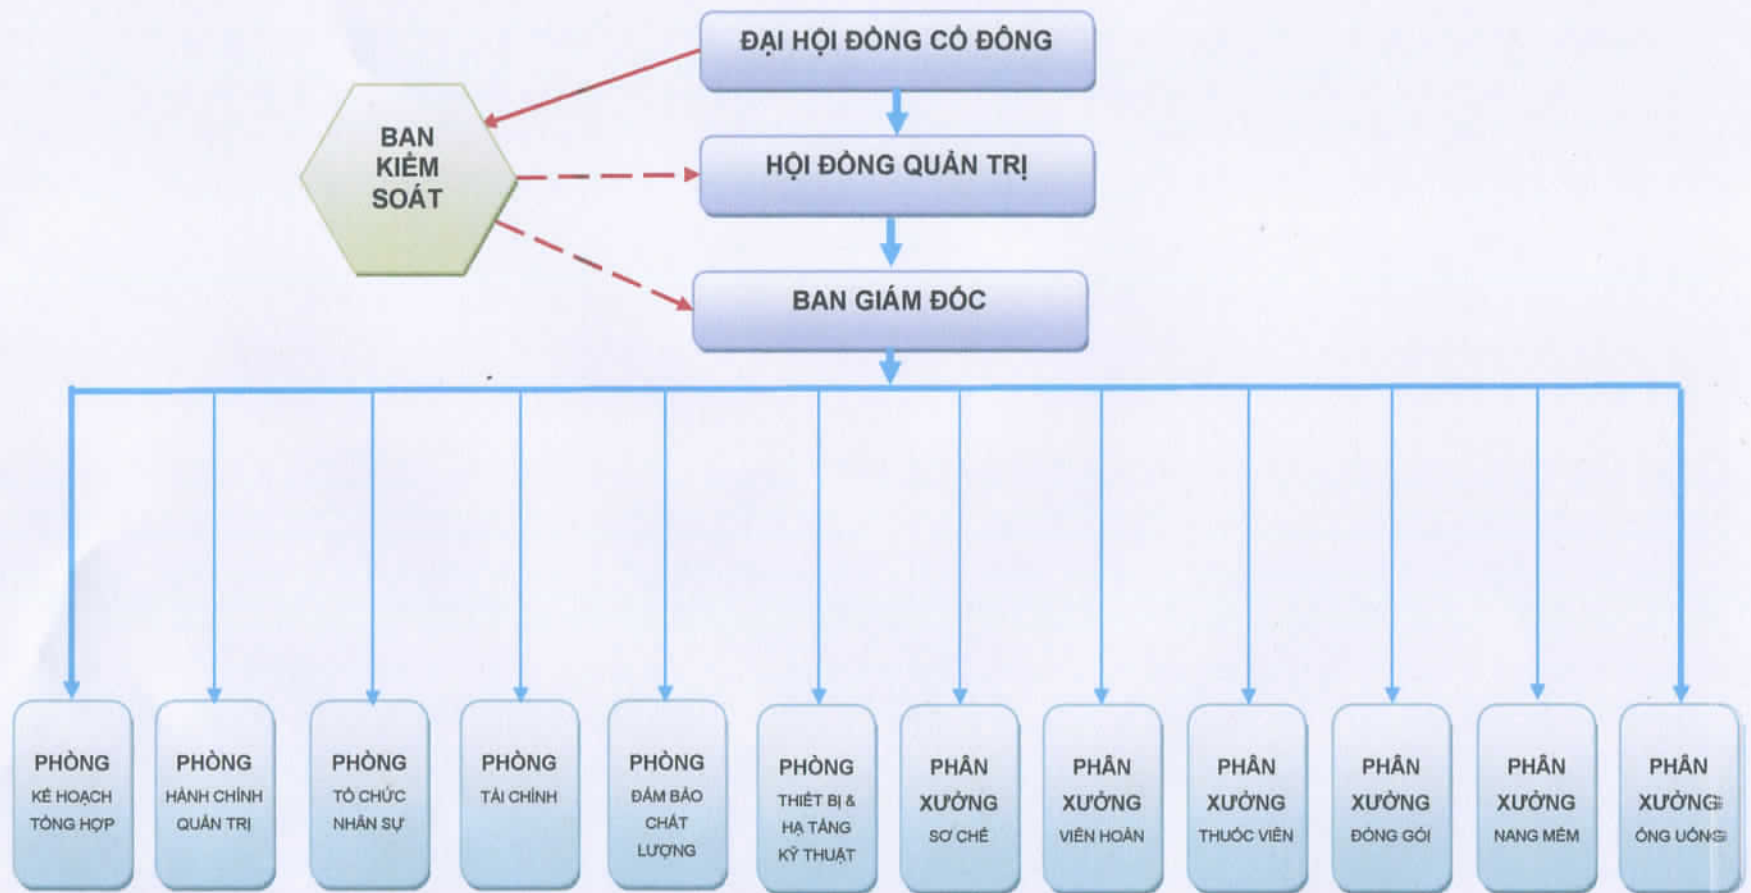 ĐẠI HỘI ĐỒNG CỔ ĐÔNG
BAN
KIỂM
SOÁT
HỘI ĐỒNG QUẢN TRỊ
BAN GIÁM ĐỐC
PHÒNG
KẾ HOẠCH
TỔNG HỢP
PHÒNG
HÀNH CHÍNH
QUẢN TRỊ
PHÒNG
TỔ CHỨC
NHÂN SỰ
PHÒNG
TÀI CHÍNH
PHÒNG
ĐẢM BẢO
CHẤT
LƯỢNG
PHÒNG
THIẾT BỊ &
HẠ TẦNG
KỸ THUẬT
PHÂN
XƯỞNG
SƠ CHẾ
PHÂN
XƯỞNG
VIÊN HOÀN
PHÂN
XƯỞNG
THUỐC VIÊN
PHÂN
XƯỞNG
ĐÓNG GÓI
PHÂN
XƯỞNG
NANG MỀM
PHÂN
XƯỞNG
ỐNG UỐNG